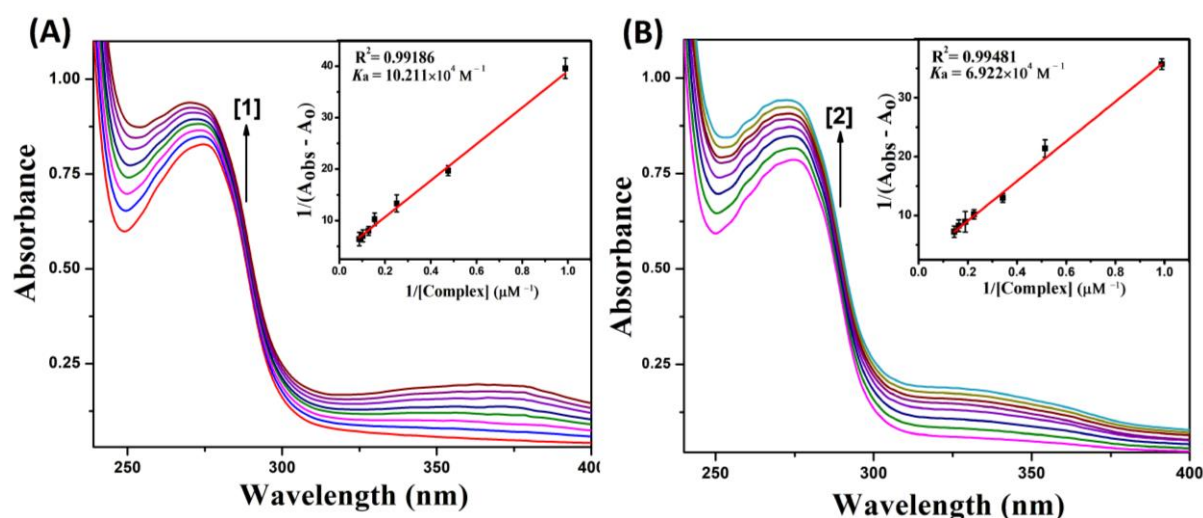 (A)
Absorbance
1.00
0.75
0.50
0.25
250
300
350
400
Wavelength (nm)
[1]
R² = 0.99186
Ka = 10.211×10⁴ M⁻¹
1/(Aobs - Ao)
40
30
20
10
0
0.0
0.2
0.4
0.6
0.8
1.0
1/[Complex] (µM⁻¹)
(B)
Absorbance
1.00
0.75
0.50
0.25
250
300
350
400
Wavelength (nm)
[2]
R² = 0.99481
Ka = 6.922×10⁴ M⁻¹
1/(Aobs - Ao)
30
20
10
0
0.0
0.2
0.4
0.6
0.8
1.0
1/[Complex] (µM⁻¹)